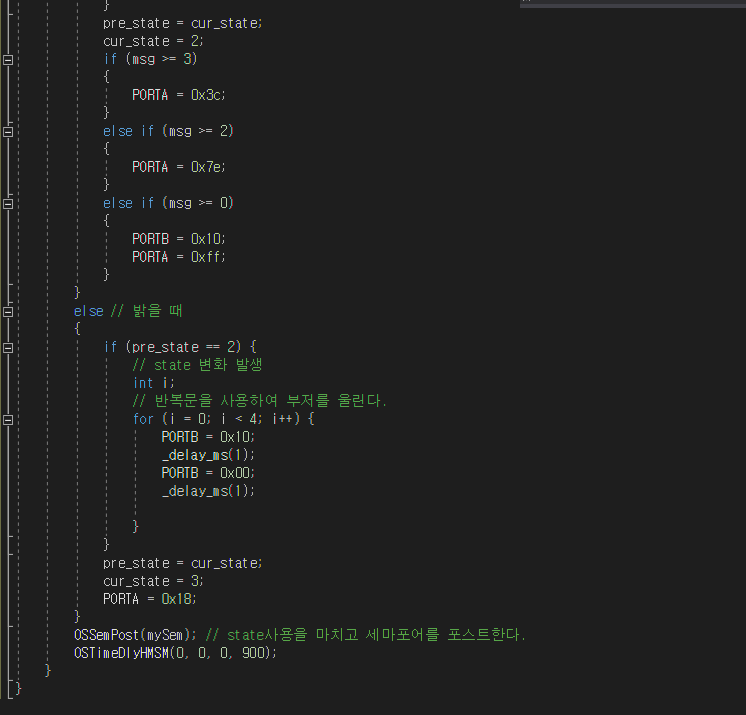 }
pre_state = cur_state;
cur_state = 2;
if (msg >= 3)
{
PORTA = 0x3c;
}
else if (msg >= 2)
{
PORTA = 0x7e;
}
else if (msg >= 0)
{
PORTB = 0x10;
PORTA = 0xff;
}
}
else // 밝을 때
{
if (pre_state == 2) {
// state 변화 발생
int i;
// 반복문을 사용하여 부저를 울린다.
for (i = 0; i < 4; i++) {
PORTB = 0x10;
_delay_ms(1);
PORTB = 0x00;
_delay_ms(1);
}
}
pre_state = cur_state;
cur_state = 3;
PORTA = 0x18;
}
OSSemPost(mySem); // state사용을 마치고 세마포어를 포스트한다.
OSTimeDlyHMSM(0, 0, 0, 900);
}
}